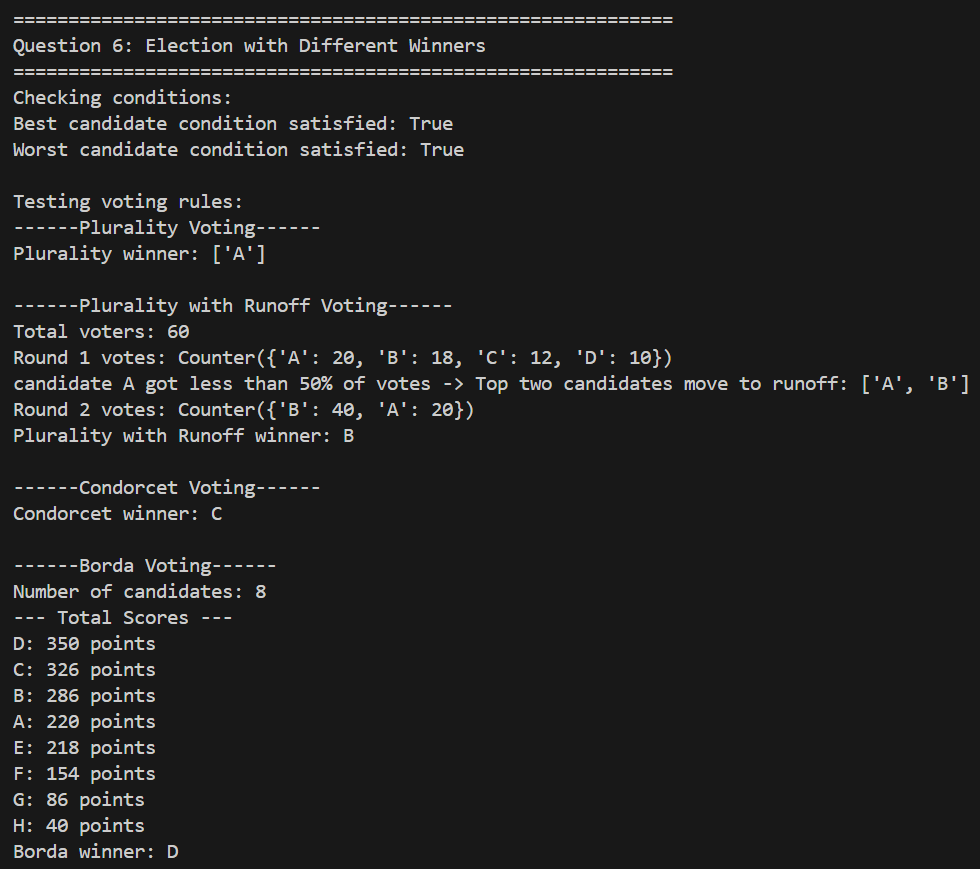 ============================================================
Question 6: Election with Different Winners
============================================================
Checking conditions:
Best candidate condition satisfied: True
Worst candidate condition satisfied: True

Testing voting rules:
------Plurality Voting------
Plurality winner: ['A']

------Plurality with Runoff Voting------
Total voters: 60
Round 1 votes: Counter({'A': 20, 'B': 18, 'C': 12, 'D': 10})
candidate A got less than 50% of votes -> Top two candidates move to runoff: ['A', 'B']
Round 2 votes: Counter({'B': 40, 'A': 20})
Plurality with Runoff winner: B

------Condorcet Voting------
Condorcet winner: C

------Borda Voting------
Number of candidates: 8
--- Total Scores ---
D: 350 points
C: 326 points
B: 286 points
A: 220 points
E: 218 points
F: 154 points
G: 86 points
H: 40 points
Borda winner: D